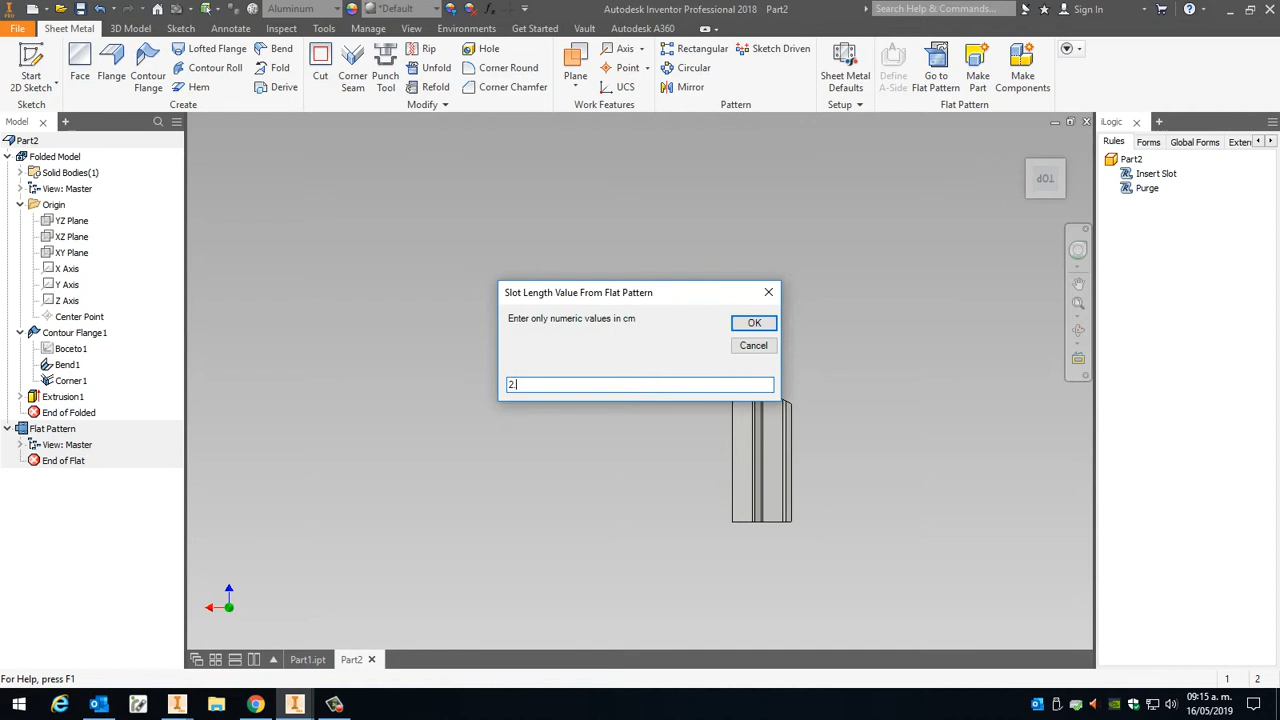 Aluminum
*Default
Autodesk Inventor Professional 2018 Part2
Search Help & Commands...
Sign In
File
Sheet Metal
3D Model
Sketch
Annotate
Inspect
Tools
Manage
View
Environments
Get Started
Vault
Autodesk A360
Start
2D Sketch
Face
Flange
Contour
Flange
Lofted Flange
Contour Roll
Hem
Bend
Derive
Cut
Corner
Seam
Punch
Tool
Rip
Unfold
Refold
Hole
Corner Round
Corner Chamfer
Plane
Axis
Point
UCS
Rectangular
Circular
Mirror
Sketch Driven
Sheet Metal
Defaults
Define
A-Side
Go to
Flat Pattern
Make
Part
Make
Components
Sketch
Create
Modify
Work Features
Pattern
Setup
Flat Pattern
Model
Part2
Folded Model
Solid Bodies(1)
View: Master
Origin
YZ Plane
XZ Plane
XY Plane
X Axis
Y Axis
Z Axis
Center Point
Contour Flange1
Boceto1
Bend1
Corner1
Extrusion1
End of Folded
Flat Pattern
View: Master
End of Flat
TOP
Slot Length Value From Flat Pattern
Enter only numeric values in cm
OK
Cancel
2.
iLogic
Rules
Forms
Global Forms
Exten
Part2
Insert Slot
Purge
Part1.ipt
Part2
For Help, press F1
1
2
09:15 a. m.
16/05/2019